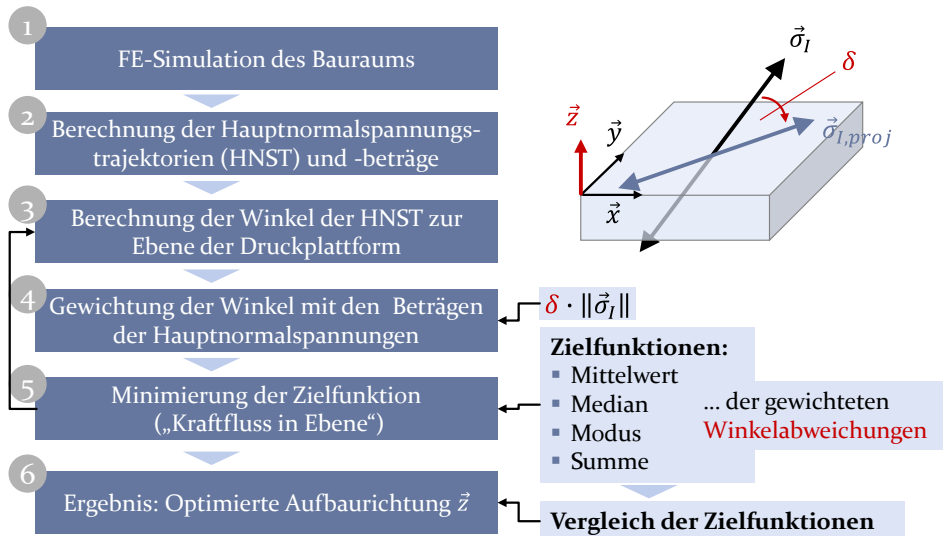 1
FE-Simulation des Bauraums
2
Berechnung der Hauptnormalspannungs-
trajektorien (HNST) und -beträge
3
Berechnung der Winkel der HNST zur
Ebene der Druckplattform
4
Gewichtung der Winkel mit den Beträgen
der Hauptnormalspannungen
5
Minimierung der Zielfunktion
(„Kraftfluss in Ebene“)
6
Ergebnis: Optimierte Aufbaurichtung z⃗
σ⃗_I
δ
z⃗
y⃗
σ⃗_{I,proj}
x⃗
δ · ‖σ⃗_I‖
Zielfunktionen:
▪ Mittelwert
▪ Median
▪ Modus
▪ Summe
... der gewichteten
Winkelabweichungen
Vergleich der Zielfunktionen